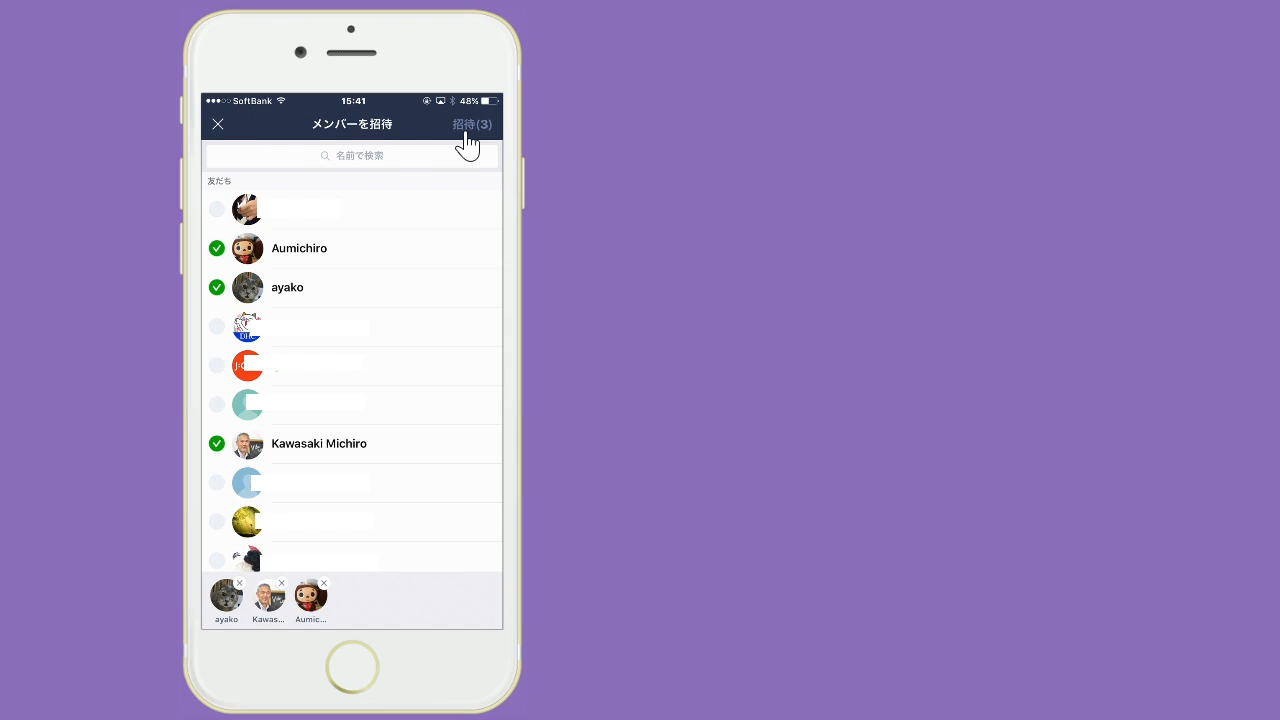 SoftBank 15:41 48%
メンバーを招待 招待(3)
名前で検索
友だち
Aumichiro
ayako
Kawasaki Michiro
ayako Kawas... Aumic...